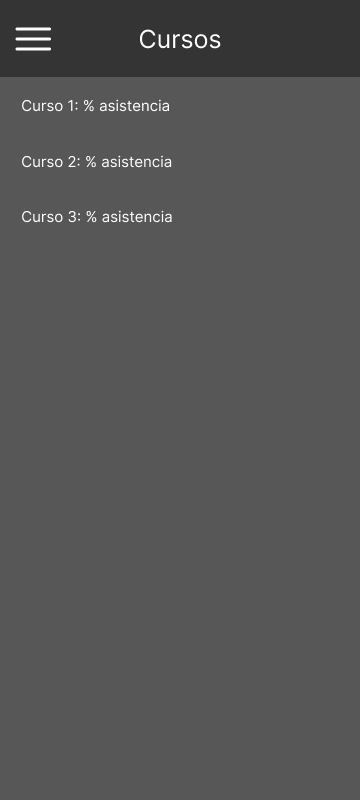 Cursos
Curso 1: % asistencia
Curso 2: % asistencia
Curso 3: % asistencia